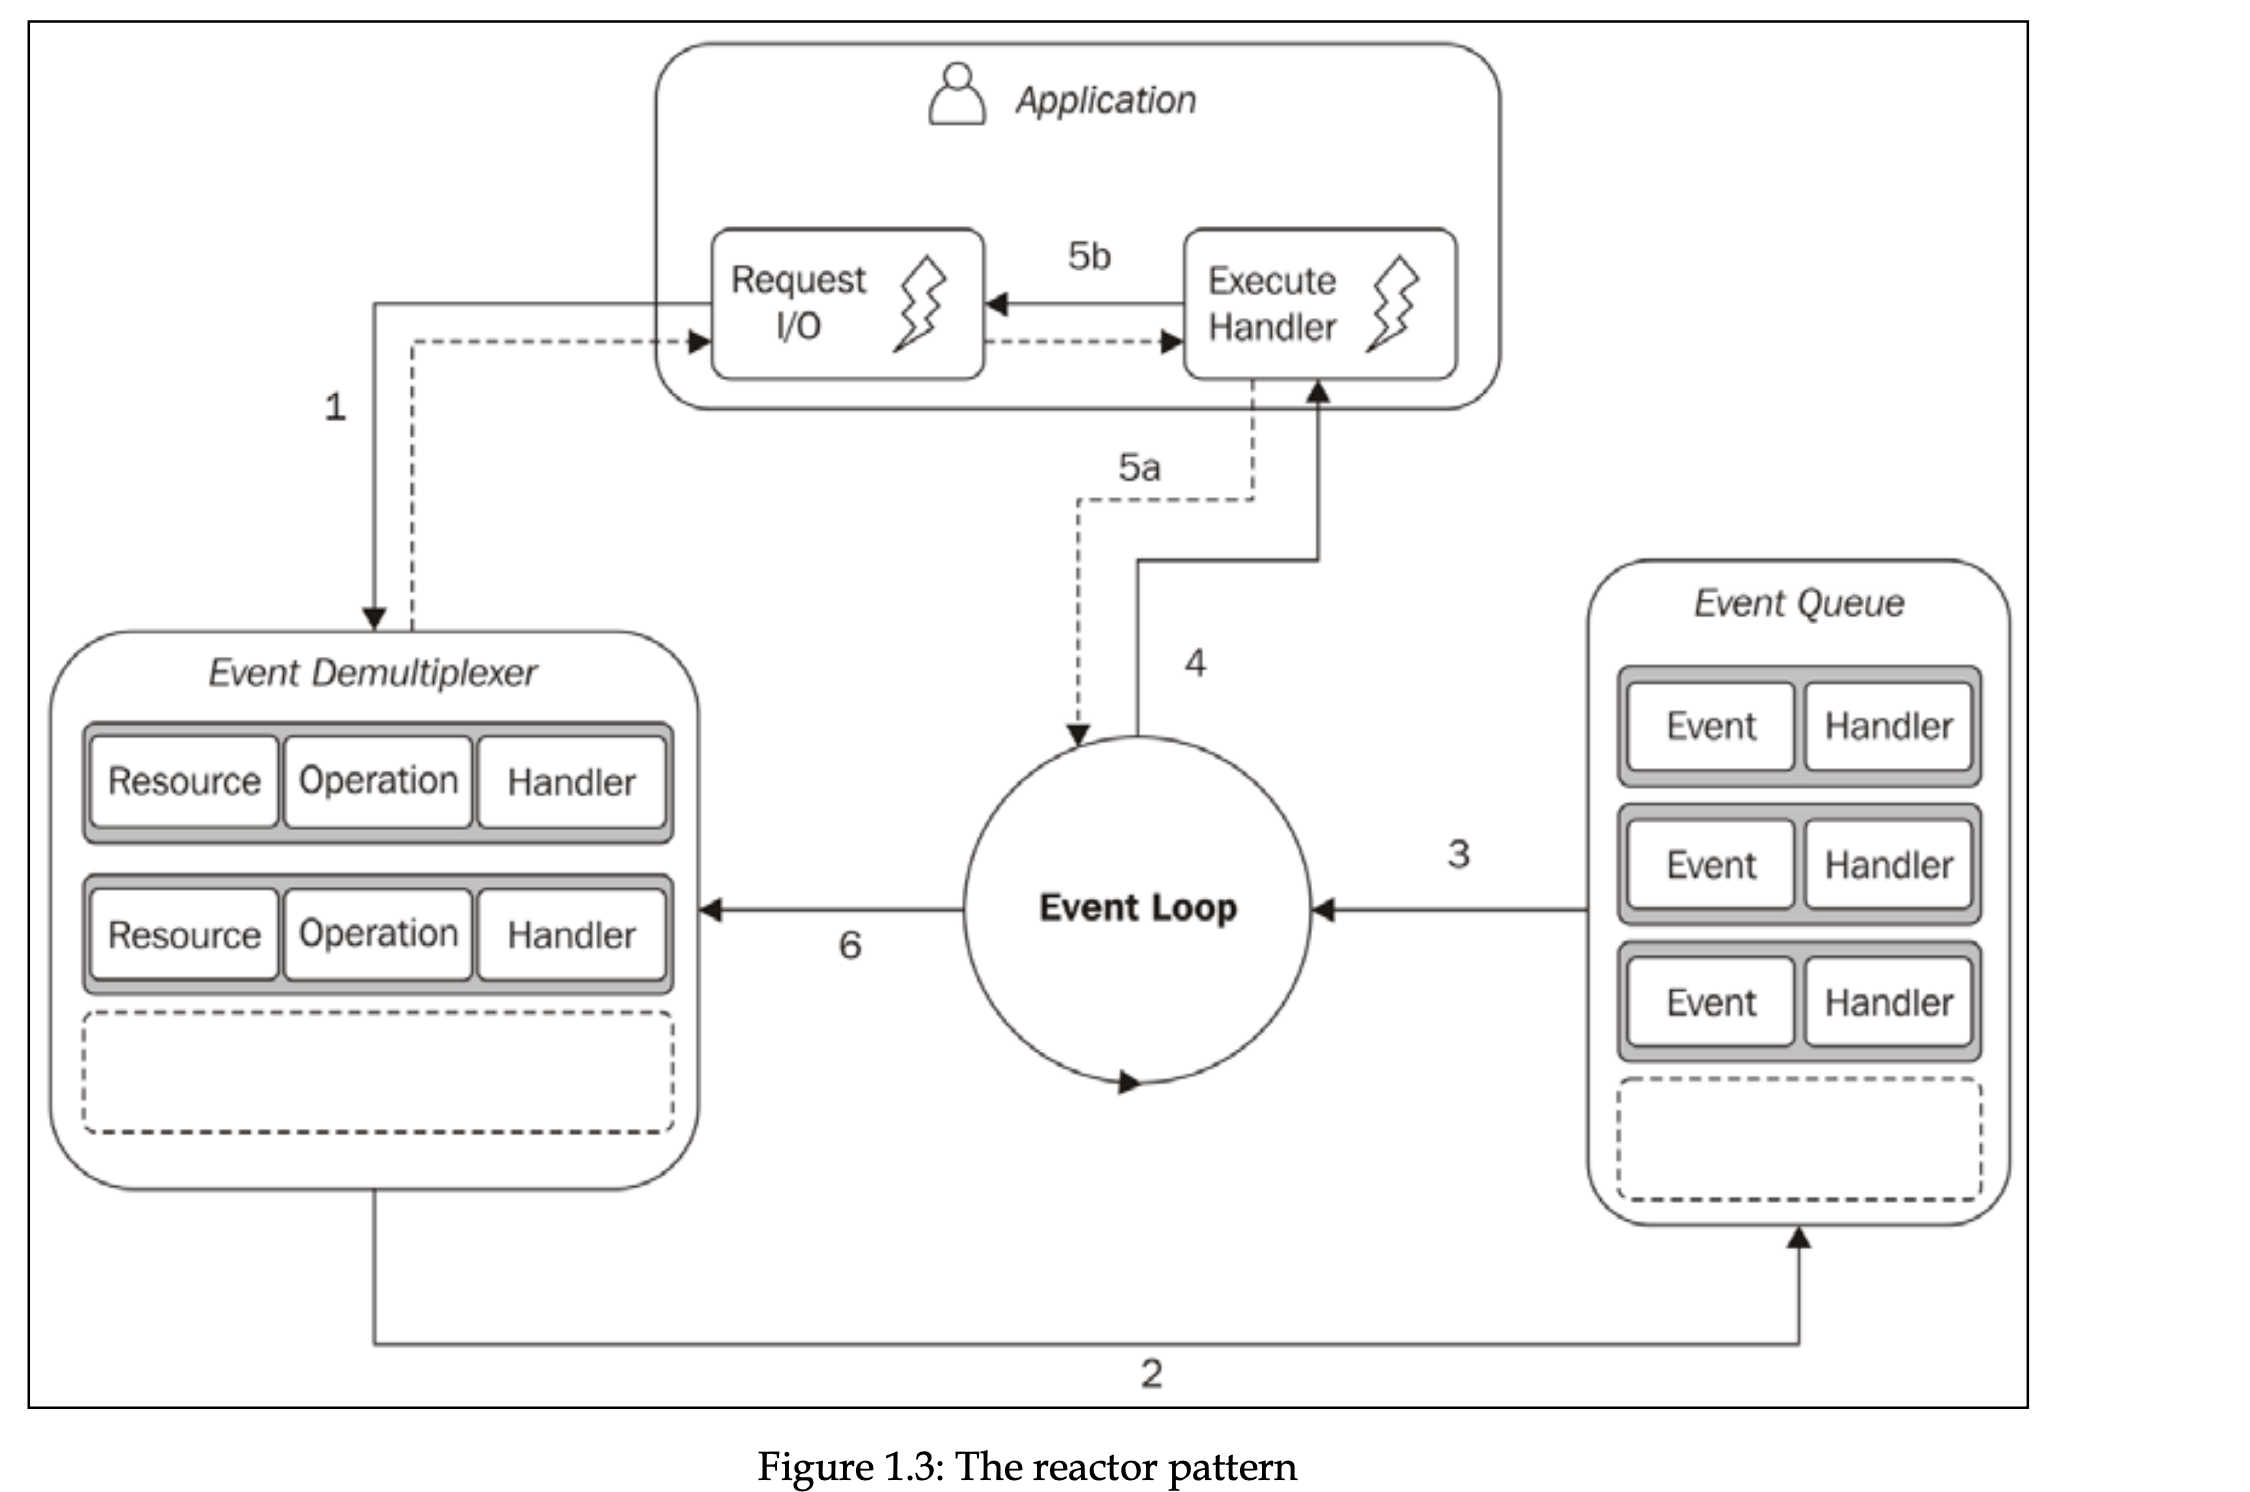 Application
Request
I/O
5b
Execute
Handler
1
5a
4
Event Demultiplexer
Resource Operation Handler
Resource Operation Handler
6
Event Loop
3
Event Queue
Event Handler
Event Handler
Event Handler
2
Figure 1.3: The reactor pattern